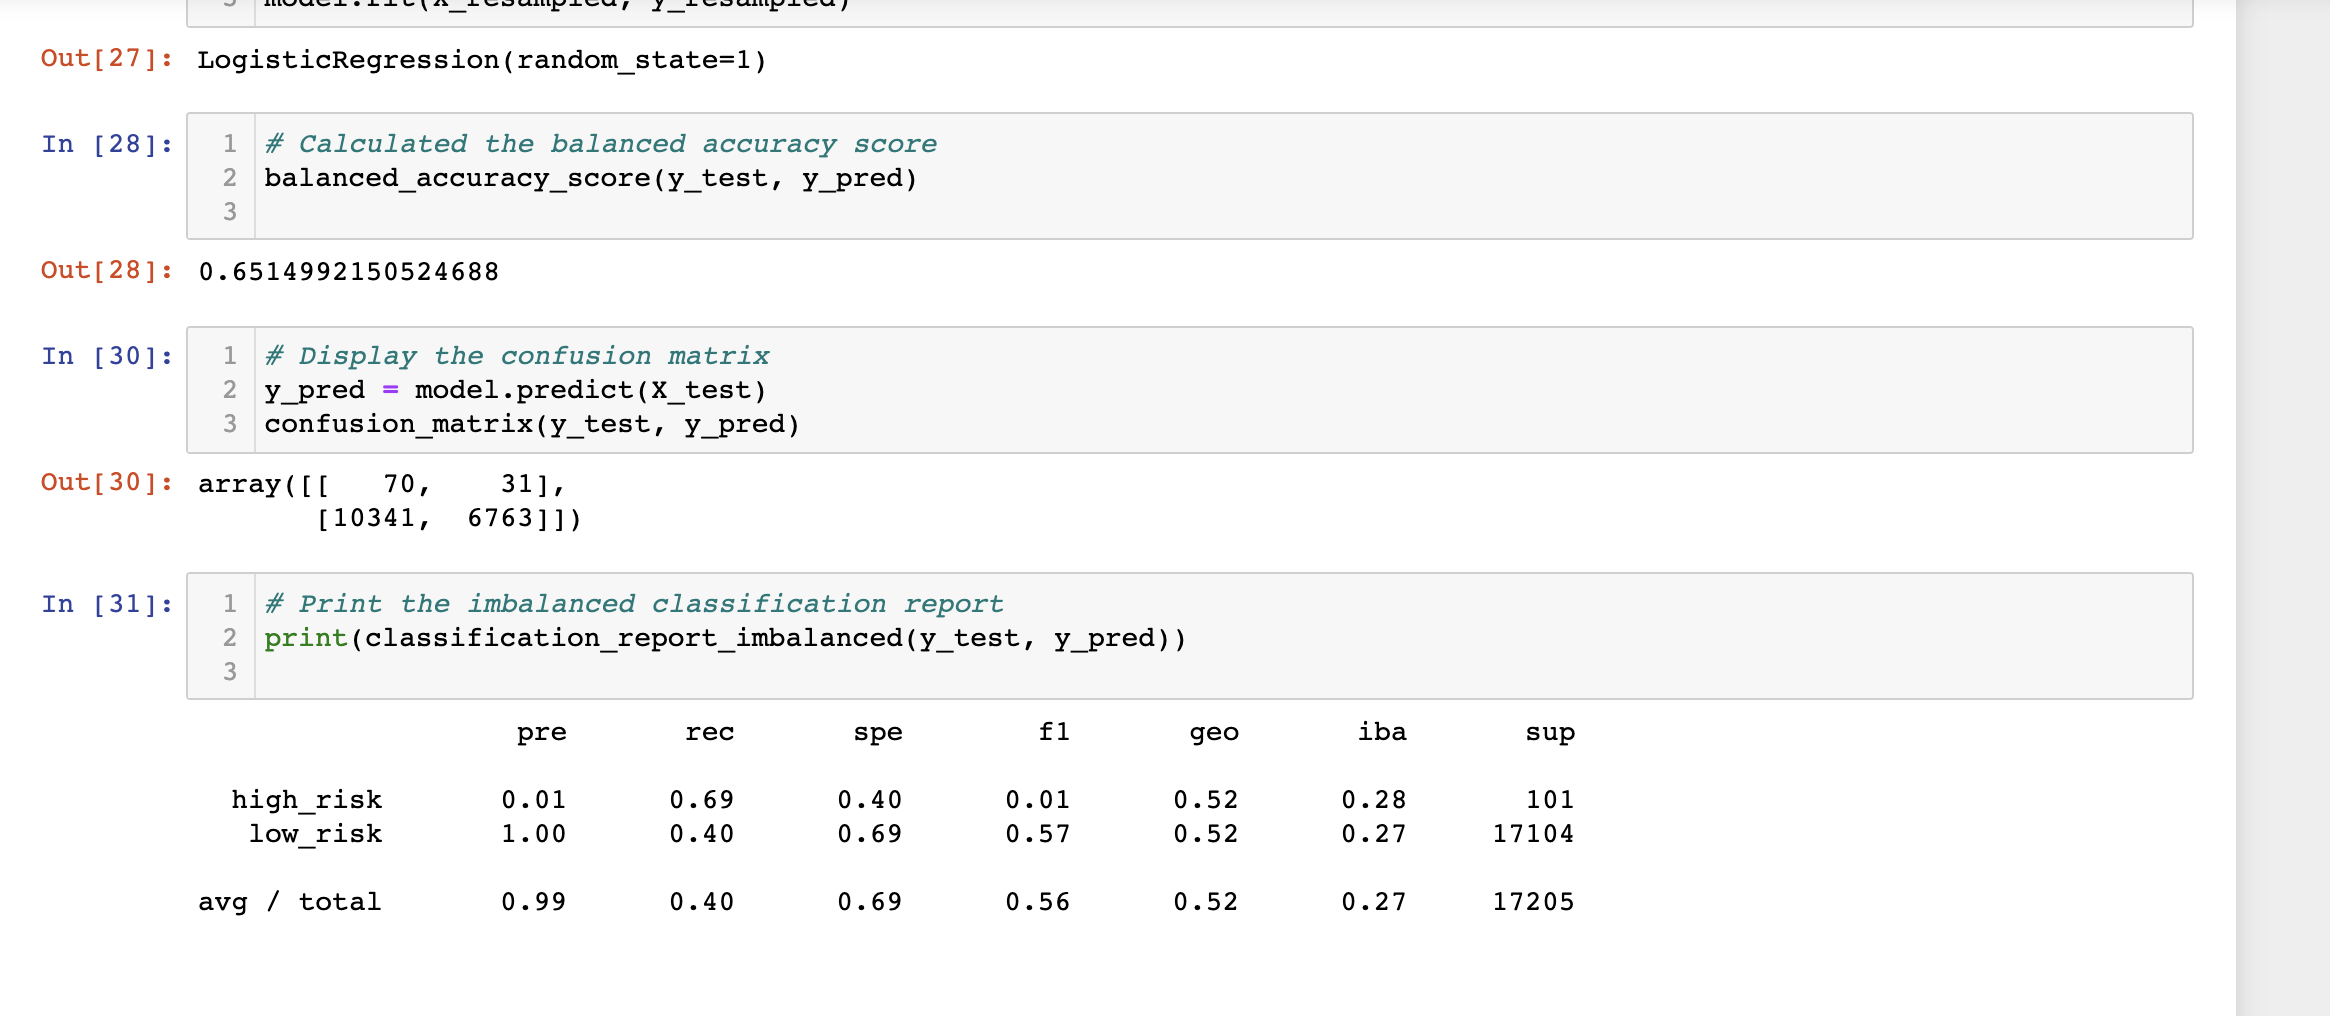 3 model.fit(X_resampled, y_resampled)
Out[27]: LogisticRegression(random_state=1)
In [28]: 1 # Calculated the balanced accuracy score
2 balanced_accuracy_score(y_test, y_pred)
3
Out[28]: 0.6514992150524688
In [30]: 1 # Display the confusion matrix
2 y_pred = model.predict(X_test)
3 confusion_matrix(y_test, y_pred)
Out[30]: array([[   70,    31],
[10341,  6763]])
In [31]: 1 # Print the imbalanced classification report
2 print(classification_report_imbalanced(y_test, y_pred))
3
pre rec spe f1 geo iba sup
high_risk 0.01 0.69 0.40 0.01 0.52 0.28 101
low_risk 1.00 0.40 0.69 0.57 0.52 0.27 17104
avg / total 0.99 0.40 0.69 0.56 0.52 0.27 17205